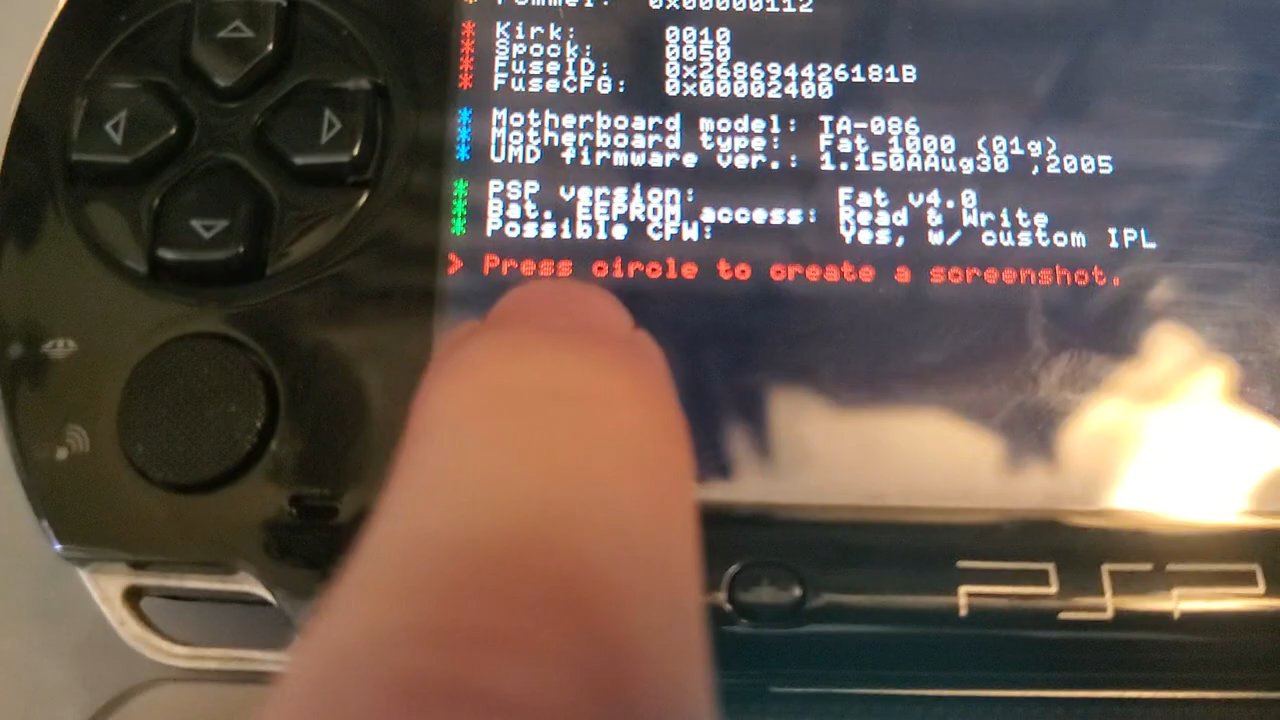 * Pommel: 0x00000112
* Kirk: 0010
* Spock: 0050
* FuseID: 0x268694426181B
* FuseCFG: 0x00002400
* Motherboard model: TA-086
* Motherboard type: Fat 1000 (01g)
* UMD firmware ver.: 1.150AAug30 ,2005
* PSP version: Fat v4.0
* Bat. EEPROM access: Read & Write
* Possible CFW: Yes, w/ custom IPL
> Press circle to create a screenshot.
PSP